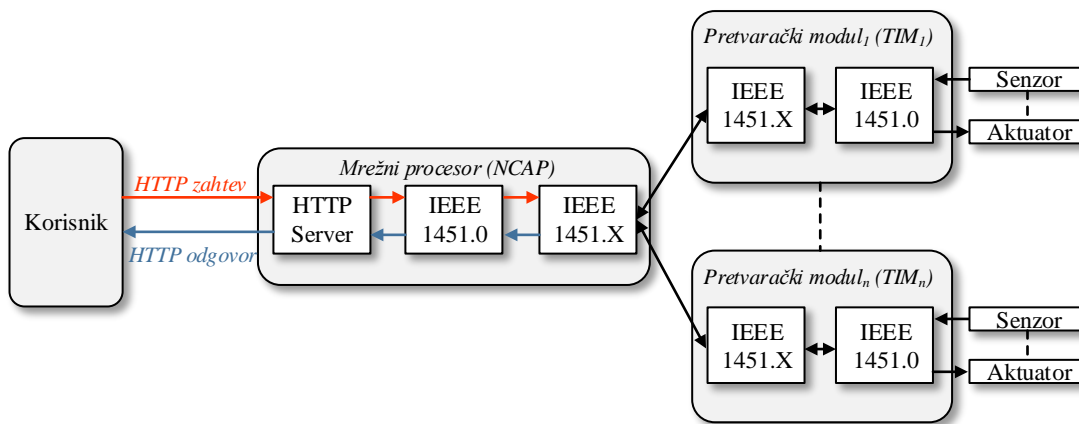 Korisnik
HTTP zahtev
HTTP odgovor
Mrežni procesor (NCAP)
HTTP
Server
IEEE
1451.0
IEEE
1451.X
Pretvarački modul₁ (TIM₁)
IEEE
1451.X
IEEE
1451.0
Senzor
Aktuator
Pretvarački modulₙ (TIMₙ)
IEEE
1451.X
IEEE
1451.0
Senzor
Aktuator